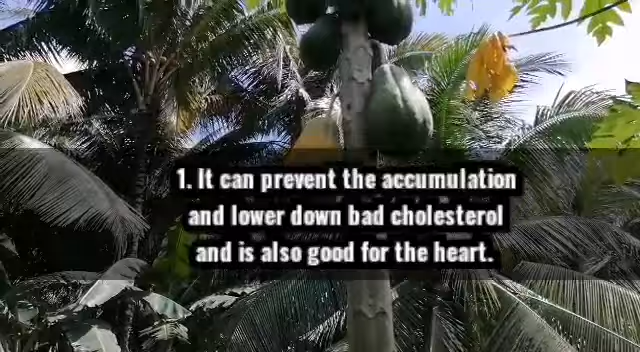 1. It can prevent the accumulation
and lower down bad cholesterol
and is also good for the heart.